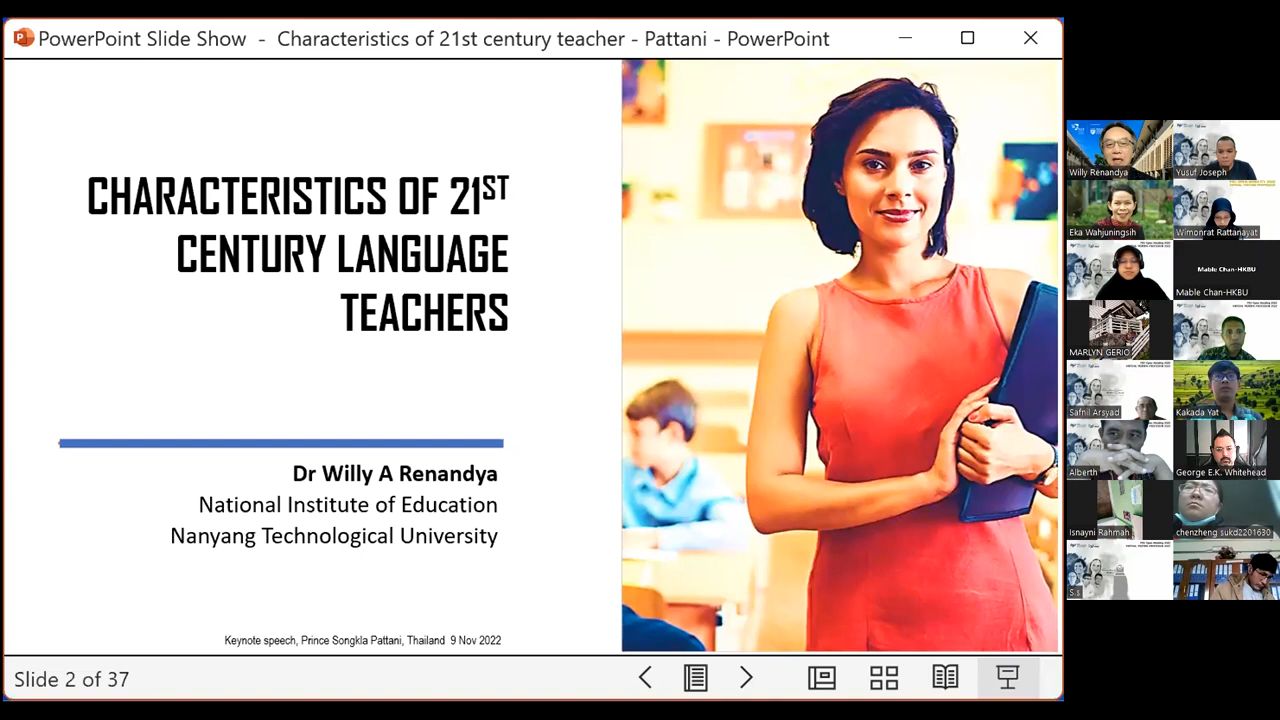 PowerPoint Slide Show - Characteristics of 21st century teacher - Pattani - PowerPoint
CHARACTERISTICS OF 21ST
CENTURY LANGUAGE
TEACHERS
Dr Willy A Renandya
National Institute of Education
Nanyang Technological University
Keynote speech, Prince Songkla Pattani, Thailand 9 Nov 2022
Slide 2 of 37
Willy Renandya
Yusuf Joseph
Eka Wahjuningsih
Wimonrat Rattanayat
Mable Chan-HKBU
Mable Chan-HKBU
MARLYN GERIO
Safnil Arsyad
Kakada Yat
Alberth
George E.K. Whitehead
Isnayni Rahmah
chenzheng sukd2201630
S.s